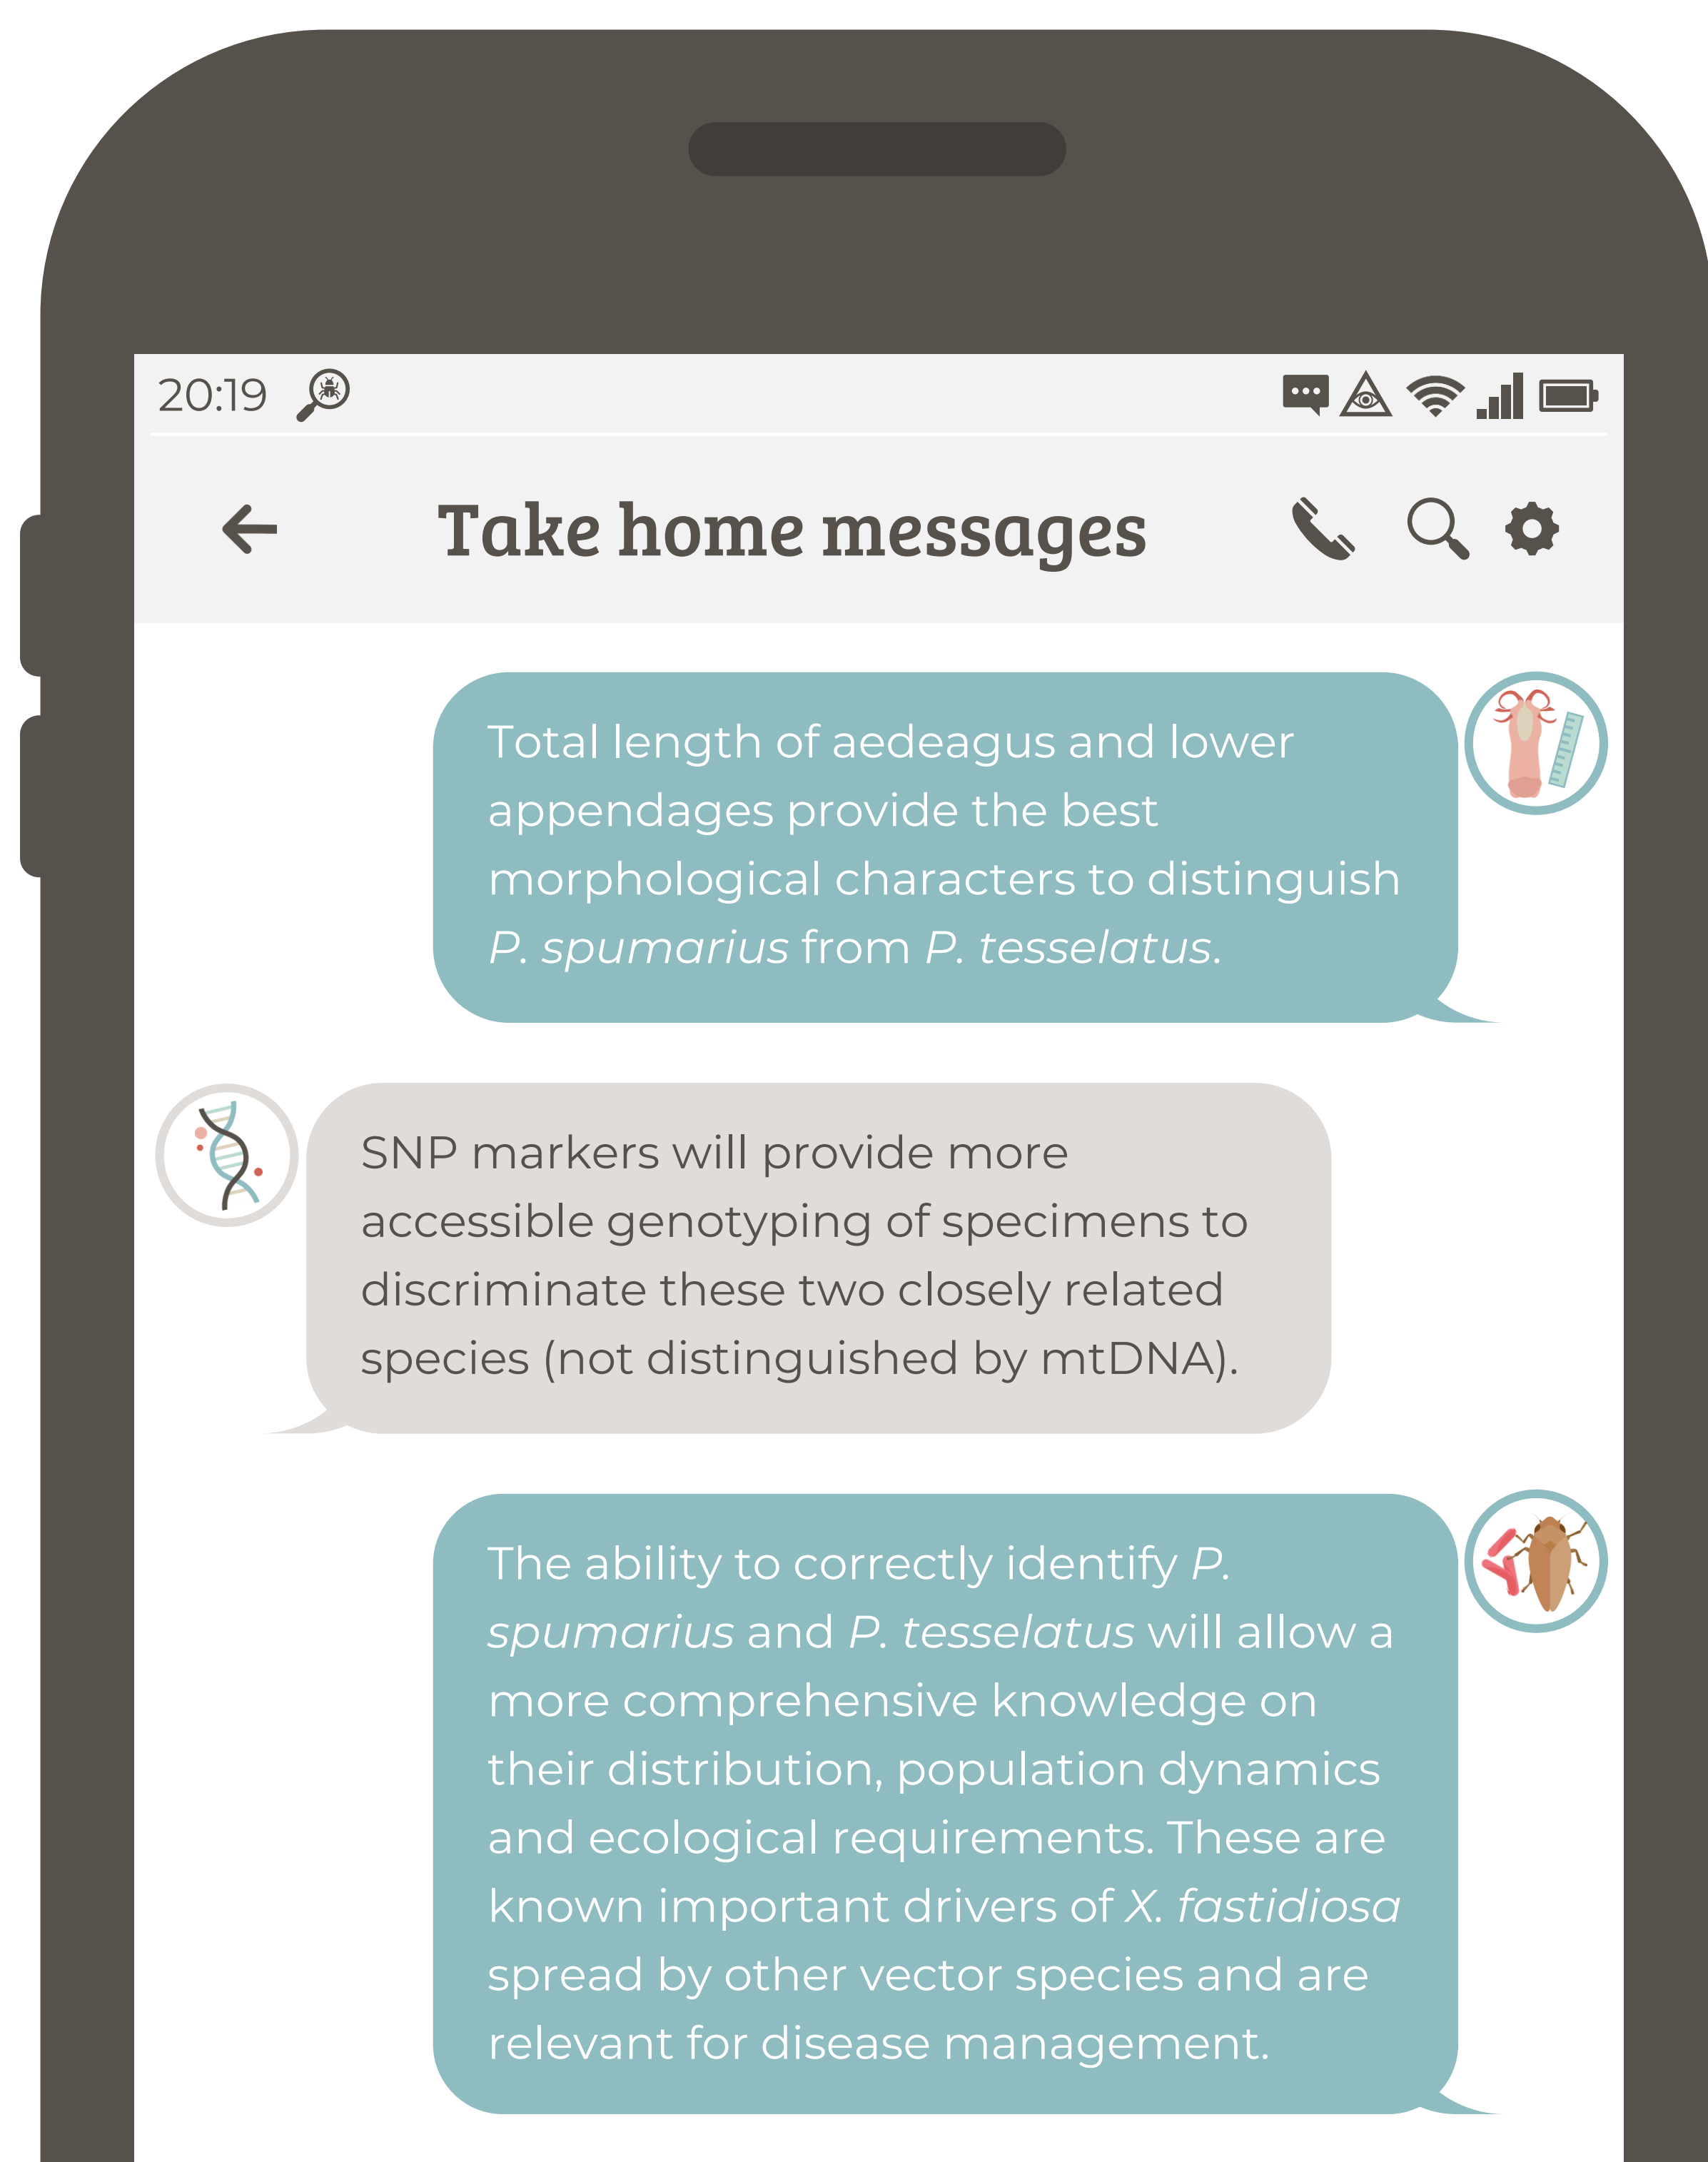 20:19
Take home messages
Total length of aedeagus and lower
appendages provide the best
morphological characters to distinguish
P. spumarius from P. tesselatus.
SNP markers will provide more
accessible genotyping of specimens to
discriminate these two closely related
species (not distinguished by mtDNA).
The ability to correctly identify P.
spumarius and P. tesselatus will allow a
more comprehensive knowledge on
their distribution, population dynamics
and ecological requirements. These are
known important drivers of X. fastidiosa
spread by other vector species and are
relevant for disease management.